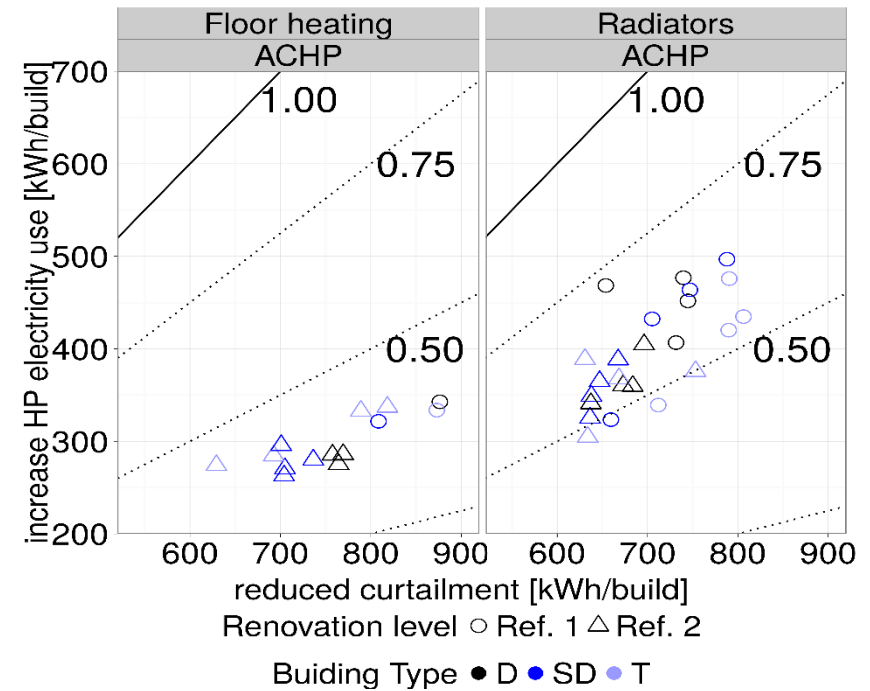 Floor heating Radiators
ACHP ACHP
increase HP electricity use [kWh/build]
700
600
500
400
300
200
1.00 1.00
0.75 0.75
0.50 0.50
600 700 800 900 600 700 800 900
reduced curtailment [kWh/build]
Renovation level Ref. 1 Ref. 2
Buiding Type D SD T